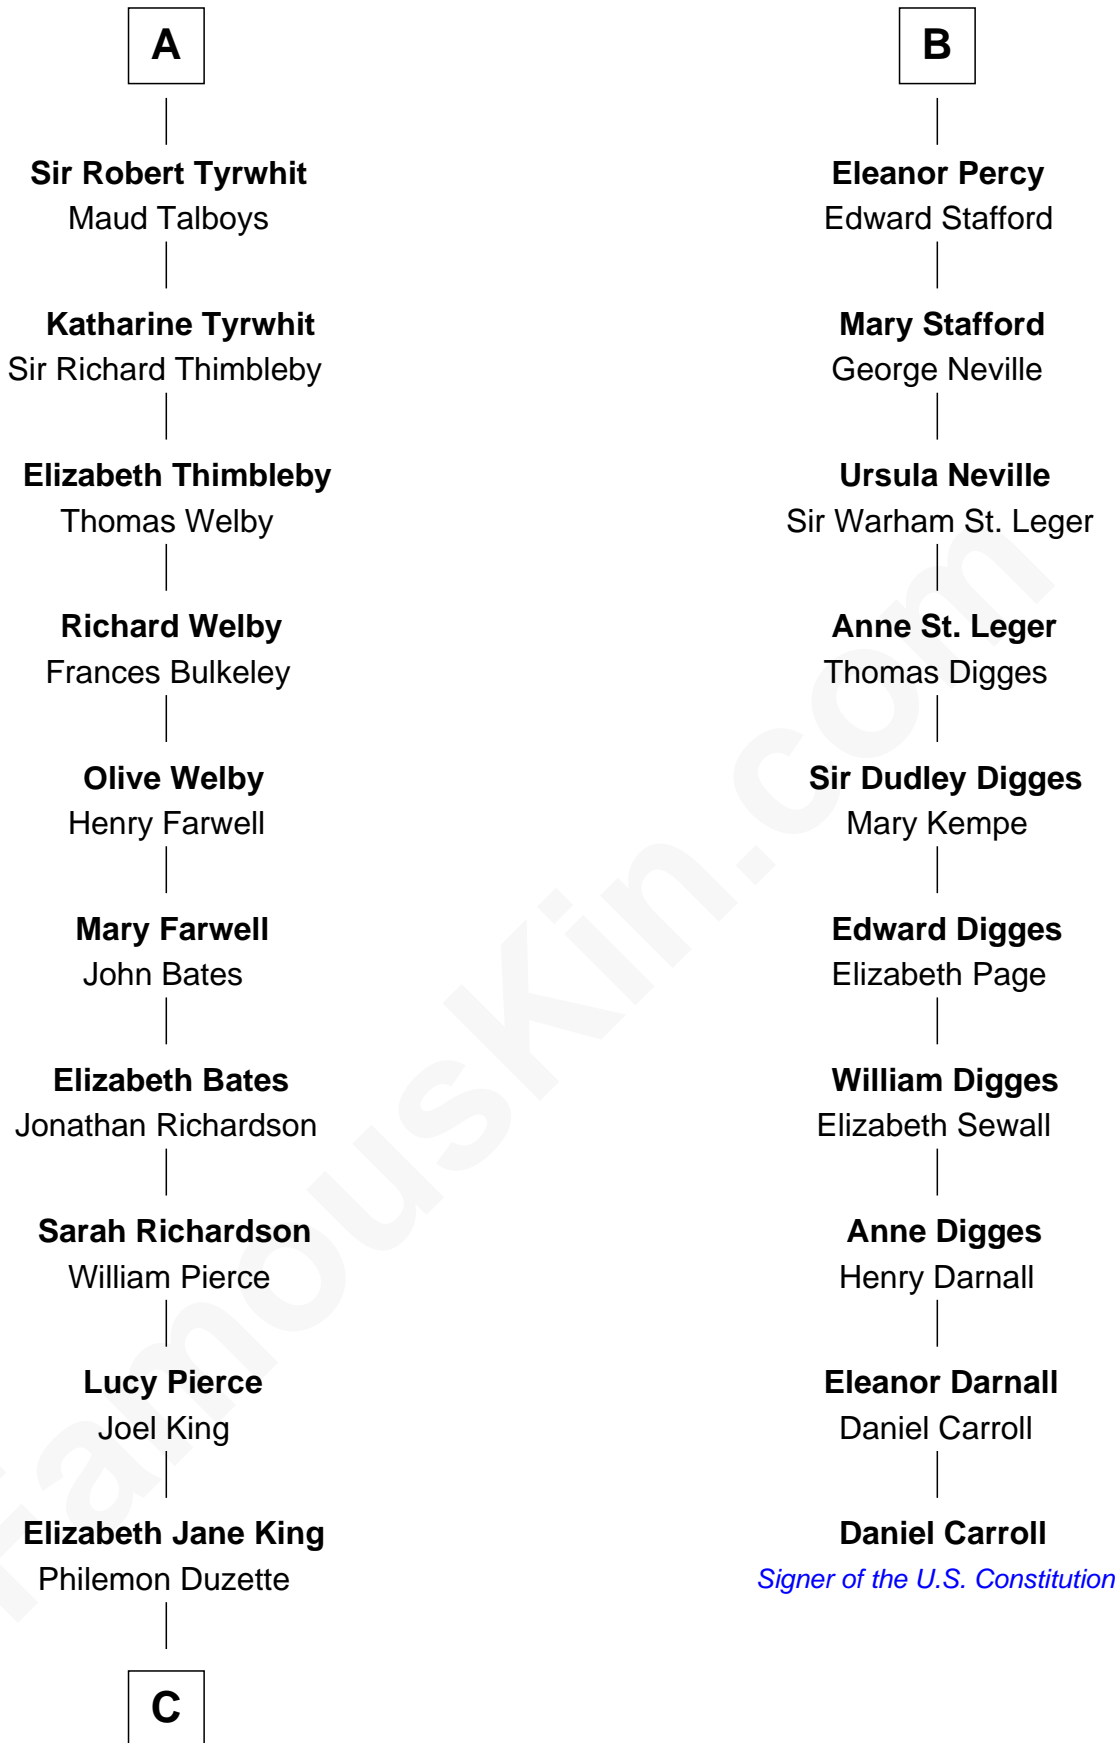 A
Sir Robert Tyrwhit
Maud Talboys
Katharine Tyrwhit
Sir Richard Thimbleby
Elizabeth Thimbleby
Thomas Welby
Richard Welby
Frances Bulkeley
Olive Welby
Henry Farwell
Mary Farwell
John Bates
Elizabeth Bates
Jonathan Richardson
Sarah Richardson
William Pierce
Lucy Pierce
Joel King
Elizabeth Jane King
Philemon Duzette
C
B
Eleanor Percy
Edward Stafford
Mary Stafford
George Neville
Ursula Neville
Sir Warham St. Leger
Anne St. Leger
Thomas Digges
Sir Dudley Digges
Mary Kempe
Edward Digges
Elizabeth Page
William Digges
Elizabeth Sewall
Anne Digges
Henry Darnall
Eleanor Darnall
Daniel Carroll
Daniel Carroll
Signer of the U.S. Constitution
FamousKin.com